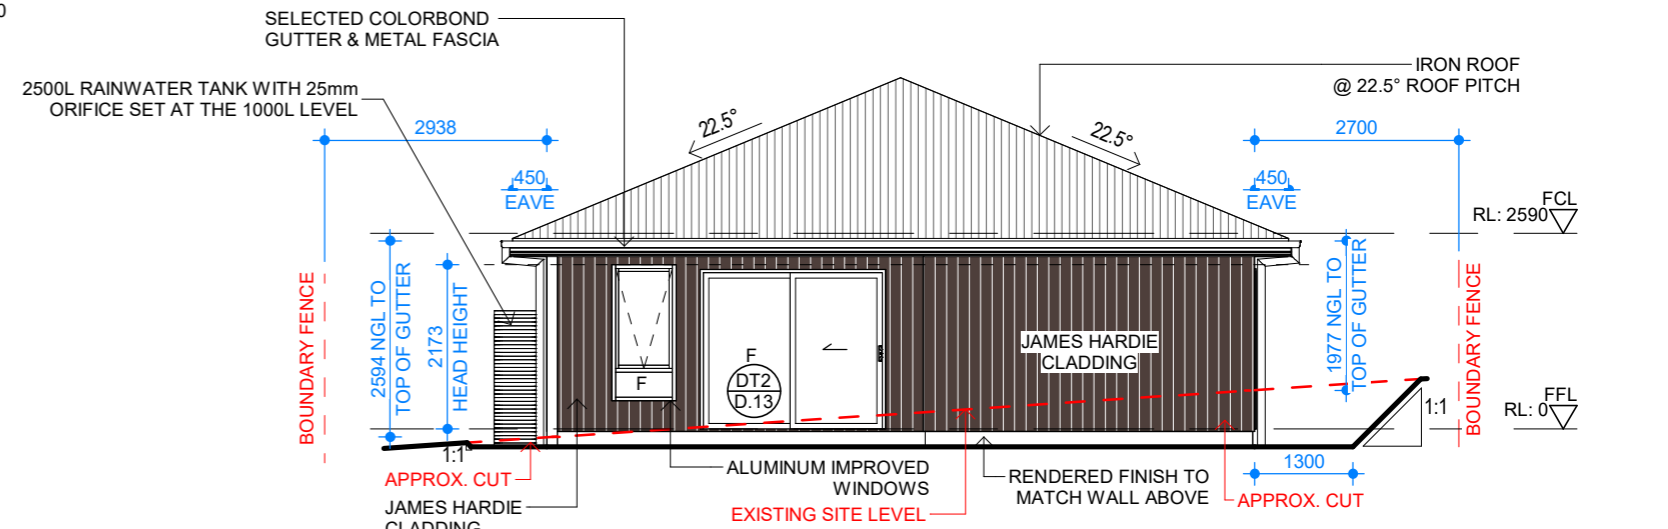 0
SELECTED COLORBOND
GUTTER & METAL FASCIA
2500L RAINWATER TANK WITH 25mm
ORIFICE SET AT THE 1000L LEVEL
IRON ROOF
@ 22.5° ROOF PITCH
2938
22.5°
22.5°
2700
450
EAVE
450
EAVE
FCL
RL: 2590
BOUNDARY FENCE
2594 NGL TO
TOP OF GUTTER
2173
HEAD HEIGHT
F
F
DT2
D.13
JAMES HARDIE
CLADDING
1977 NGL TO
TOP OF GUTTER
BOUNDARY FENCE
1:1
FFL
RL: 0
1:1
APPROX. CUT
JAMES HARDIE
CLADDING
ALUMINUM IMPROVED
WINDOWS
EXISTING SITE LEVEL
RENDERED FINISH TO
MATCH WALL ABOVE
1300
APPROX. CUT